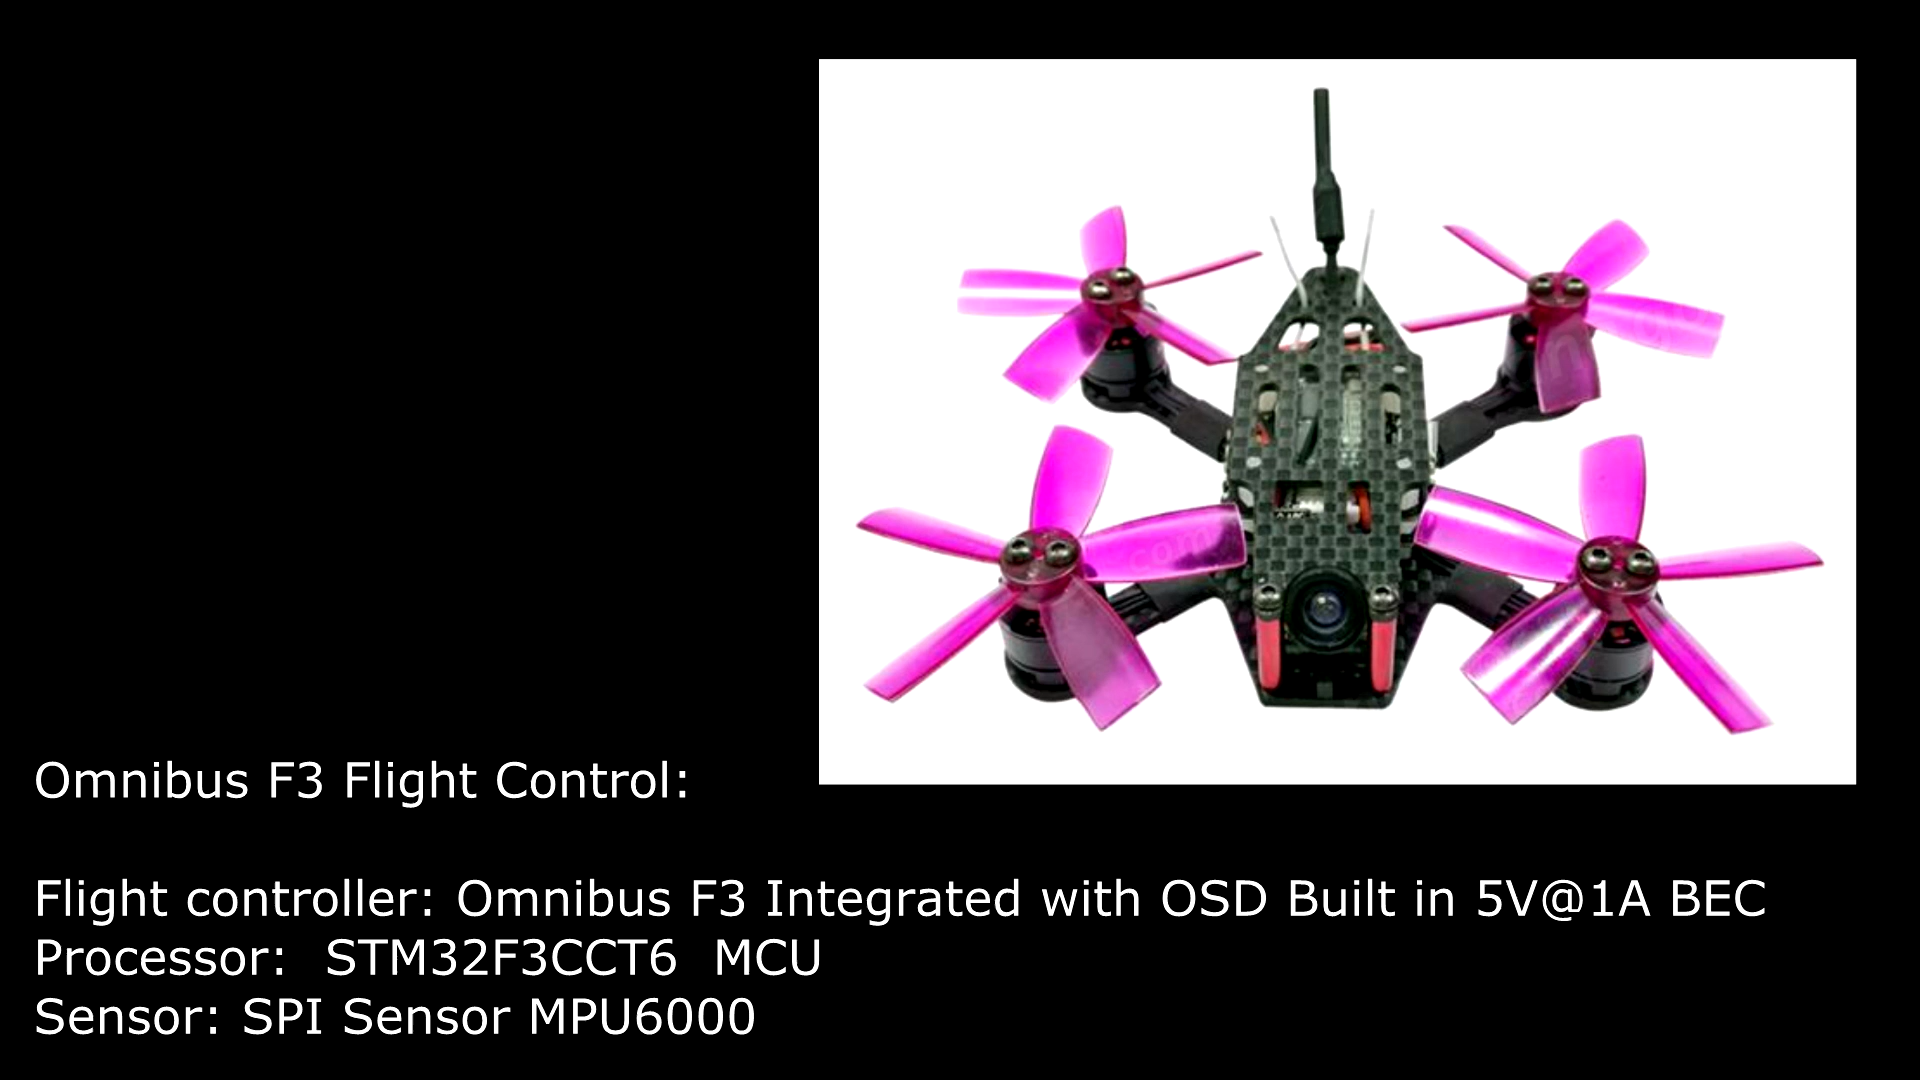 Omnibus F3 Flight Control:
Flight controller: Omnibus F3 Integrated with OSD Built in 5V@1A BEC
Processor: STM32F3CCT6 MCU
Sensor: SPI Sensor MPU6000